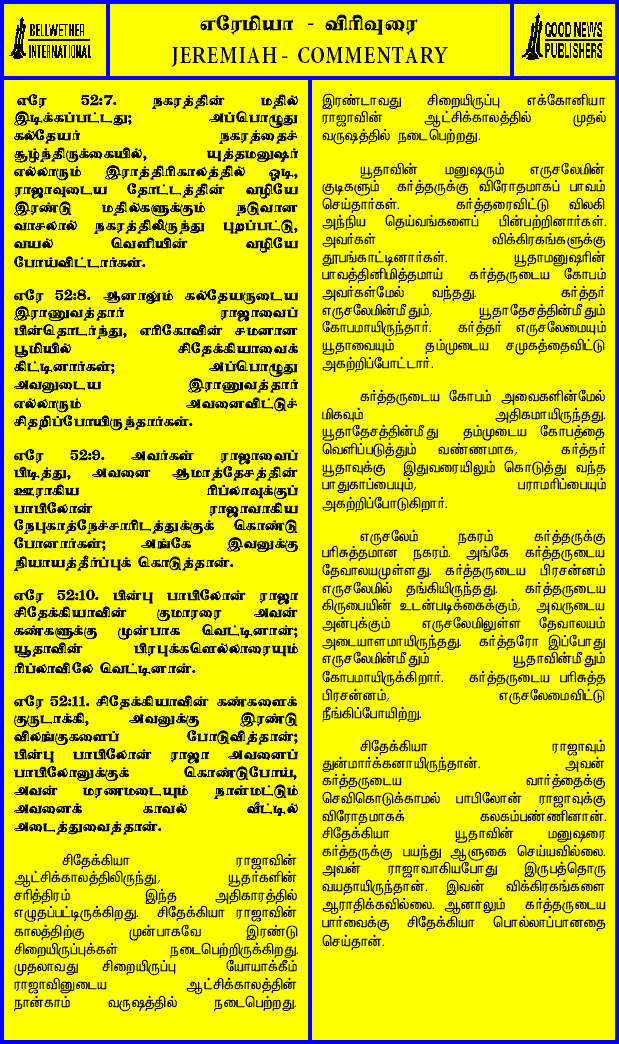 BELLWETHER
INTERNATIONAL
எரேமியா - விரிவுரை
JEREMIAH - COMMENTARY
GOOD NEWS
PUBLISHERS
எரே 52:7. நகரத்தின் மதில்
இடிக்கப்பட்டது; அப்பொழுது
கல்தேயர் நகரத்தைச்
சூழ்ந்திருக்கையில், யுத்தமனுஷர்
எல்லாரும் இராத்திரிகாலத்தில் ஓடி,
ராஜாவுடைய தோட்டத்தின் வழியே
இரண்டு மதில்களுக்கும் நடுவான
வாசலால் நகரத்திலிருந்து புறப்பட்டு,
வயல் வெளியின் வழியே
போய்விட்டார்கள்.
எரே 52:8. ஆனாலும் கல்தேயருடைய
இராணுவத்தார் ராஜாவைப்
பின்தொடர்ந்து, எரிகோவின் சமனான
பூமியில் சிதேக்கியாவைக்
கிட்டினார்கள்; அப்பொழுது
அவனுடைய இராணுவத்தார்
எல்லாரும் அவனைவிட்டுச்
சிதறிப்போயிருந்தார்கள்.
எரே 52:9. அவர்கள் ராஜாவைப்
பிடித்து, அவனை ஆமாத்தேசத்தின்
ஊராகிய ரிப்லாவுக்குப்
பாபிலோன் ராஜாவாகிய
நேபுகாத்நேச்சாரிடத்துக்குக் கொண்டு
போனார்கள்; அங்கே இவனுக்கு
நியாயத்தீர்ப்புக் கொடுத்தான்.
எரே 52:10. பின்பு பாபிலோன் ராஜா
சிதேக்கியாவின் குமாரரை அவன்
கண்களுக்கு முன்பாக வெட்டினான்;
யூதாவின் பிரபுக்களெல்லாரையும்
ரிப்லாவிலே வெட்டினான்.
எரே 52:11. சிதேக்கியாவின் கண்களைக்
குருடாக்கி, அவனுக்கு இரண்டு
விலங்குகளைப் போடுவித்தான்;
பின்பு பாபிலோன் ராஜா அவனைப்
பாபிலோனுக்குக் கொண்டுபோய்,
அவன் மரணமடையும் நாள்மட்டும்
அவனைக் காவல் வீட்டில்
அடைத்துவைத்தான்.
சிதேக்கியா ராஜாவின்
ஆட்சிக்காலத்திலிருந்து, யூதர்களின்
சரித்திரம் இந்த அதிகாரத்தில்
எழுதப்பட்டிருக்கிறது. சிதேக்கியா ராஜாவின்
காலத்திற்கு முன்பாகவே இரண்டு
சிறையிருப்புக்கள் நடைபெற்றிருக்கிறது.
முதலாவது சிறையிருப்பு யோயாக்கீம்
ராஜாவினுடைய ஆட்சிக்காலத்தின்
நான்காம் வருஷத்தில் நடைபெற்றது.
இரண்டாவது சிறையிருப்பு எக்கோனியா
ராஜாவின் ஆட்சிக்காலத்தில் முதல்
வருஷத்தில் நடைபெற்றது.
யூதாவின் மனுஷரும் எருசலேமின்
குடிகளும் கர்த்தருக்கு விரோதமாகப் பாவம்
செய்தார்கள். கர்த்தரைவிட்டு விலகி
அந்நிய தெய்வங்களைப் பின்பற்றினார்கள்.
அவர்கள் விக்கிரகங்களுக்கு
தூபங்காட்டினார்கள். யூதாமனுஷரின்
பாவத்தினிமித்தமாய் கர்த்தருடைய கோபம்
அவர்கள்மேல் வந்தது. கர்த்தர்
எருசலேமின்மீதும், யூதாதேசத்தின்மீதும்
கோபமாயிருந்தார். கர்த்தர் எருசலேமையும்
யூதாவையும் தம்முடைய சமுகத்தைவிட்டு
அகற்றிப்போட்டார்.
கர்த்தருடைய கோபம் அவைகளின்மேல்
மிகவும் அதிகமாயிருந்தது.
யூதாதேசத்தின்மீது தம்முடைய கோபத்தை
வெளிப்படுத்தும் வண்ணமாக, கர்த்தர்
யூதாவுக்கு இதுவரையிலும் கொடுத்து வந்த
பாதுகாப்பையும், பராமரிப்பையும்
அகற்றிப்போடுகிறார்.
எருசலேம் நகரம் கர்த்தருக்கு
பரிசுத்தமான நகரம். அங்கே கர்த்தருடைய
தேவாலயமுள்ளது. கர்த்தருடைய பிரசன்னம்
எருசலேமில் தங்கியிருந்தது. கர்த்தருடைய
கிருபையின் உடன்படிக்கைக்கும், அவருடைய
அன்புக்கும் எருசலேமிலுள்ள தேவாலயம்
அடையாளமாயிருந்தது. கர்த்தரோ இப்போது
எருசலேமின்மீதும் யூதாவின்மீதும்
கோபமாயிருக்கிறார். கர்த்தருடைய பரிசுத்த
பிரசன்னம், எருசலேமைவிட்டு
நீங்கிப்போயிற்று.
சிதேக்கியா ராஜாவும்
துன்மார்க்கனாயிருந்தான். அவன்
கர்த்தருடைய வார்த்தைக்கு
செவிகொடுக்காமல் பாபிலோன் ராஜாவுக்கு
விரோதமாகக் கலகம்பண்ணினான்.
சிதேக்கியா யூதாவின் மனுஷரை
கர்த்தருக்கு பயந்து ஆளுகை செய்யவில்லை.
அவன் ராஜாவாகியபோது இருபத்தொரு
வயதாயிருந்தான். இவன் விக்கிரகங்களை
ஆராதிக்கவில்லை. ஆனாலும் கர்த்தருடைய
பார்வைக்கு சிதேக்கியா பொல்லாப்பானதை
செய்தான்.